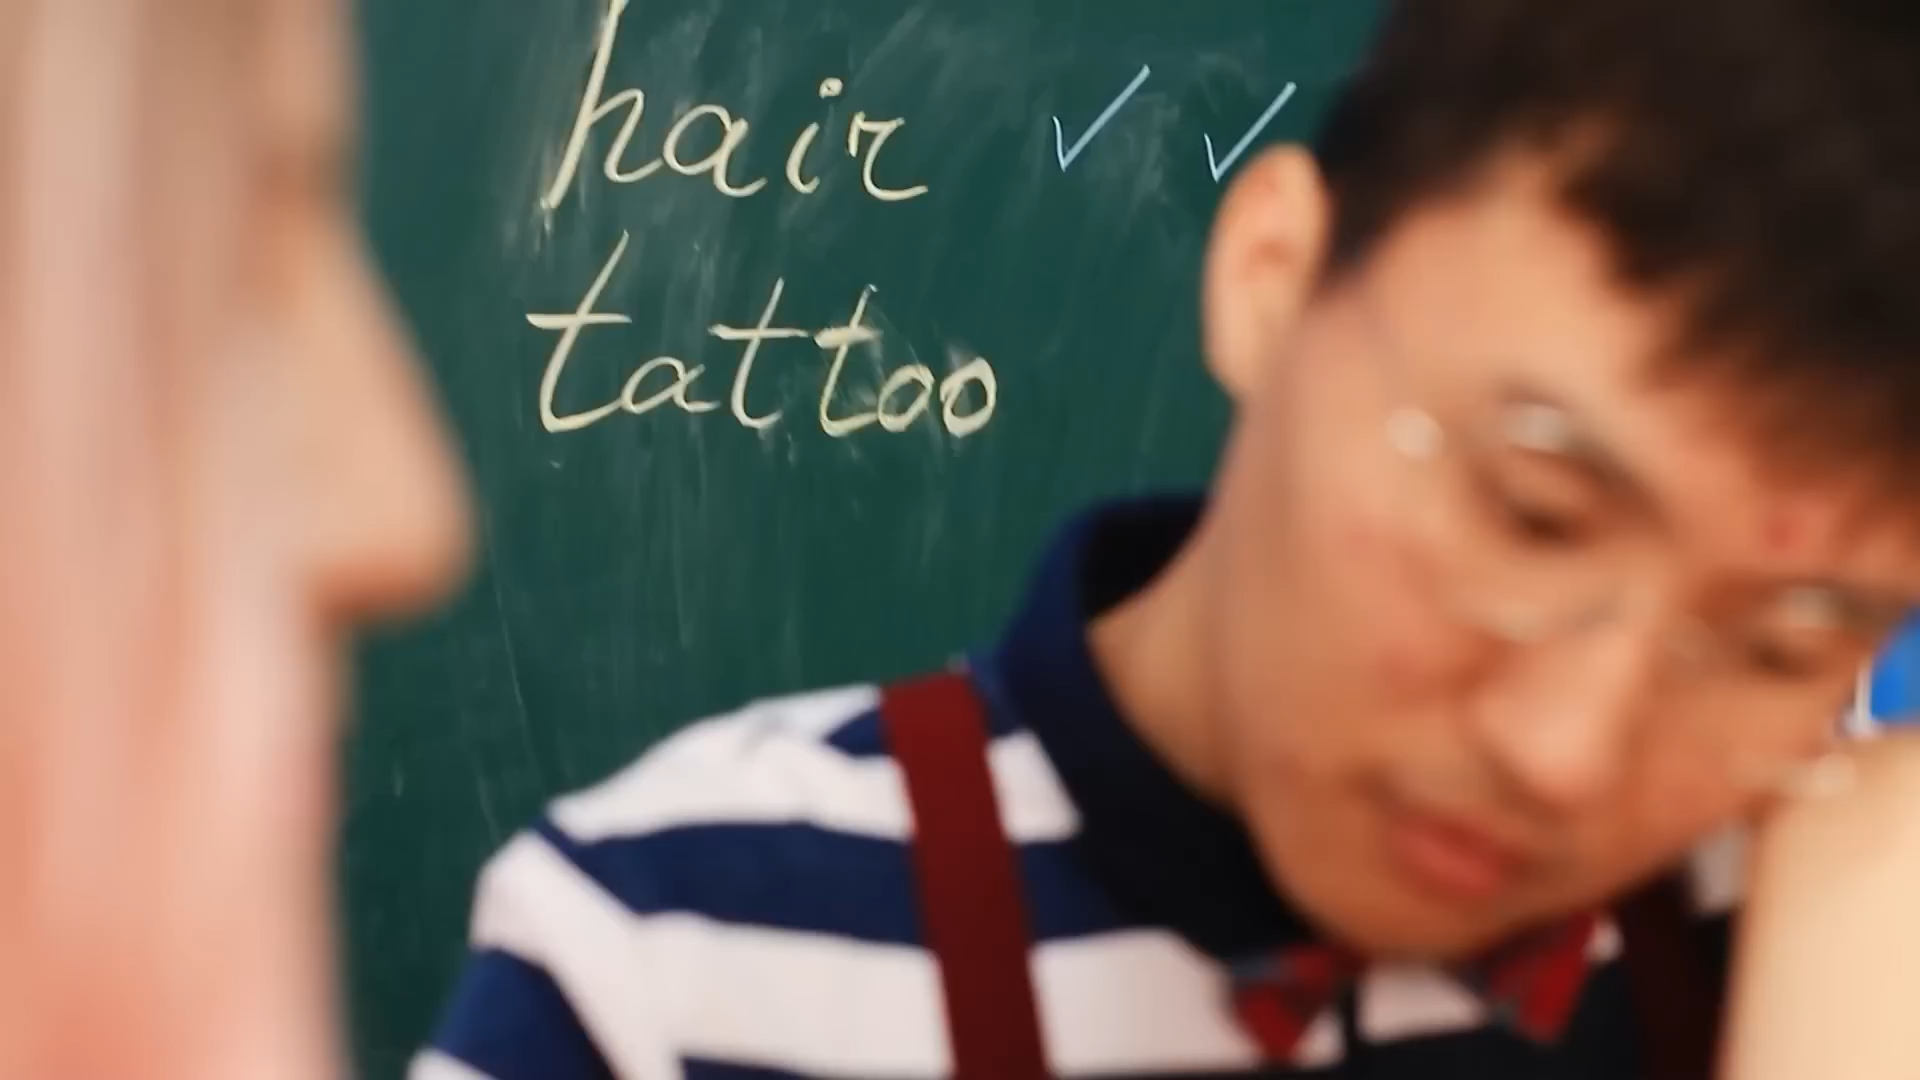 hair ✓ ✓
tattoo